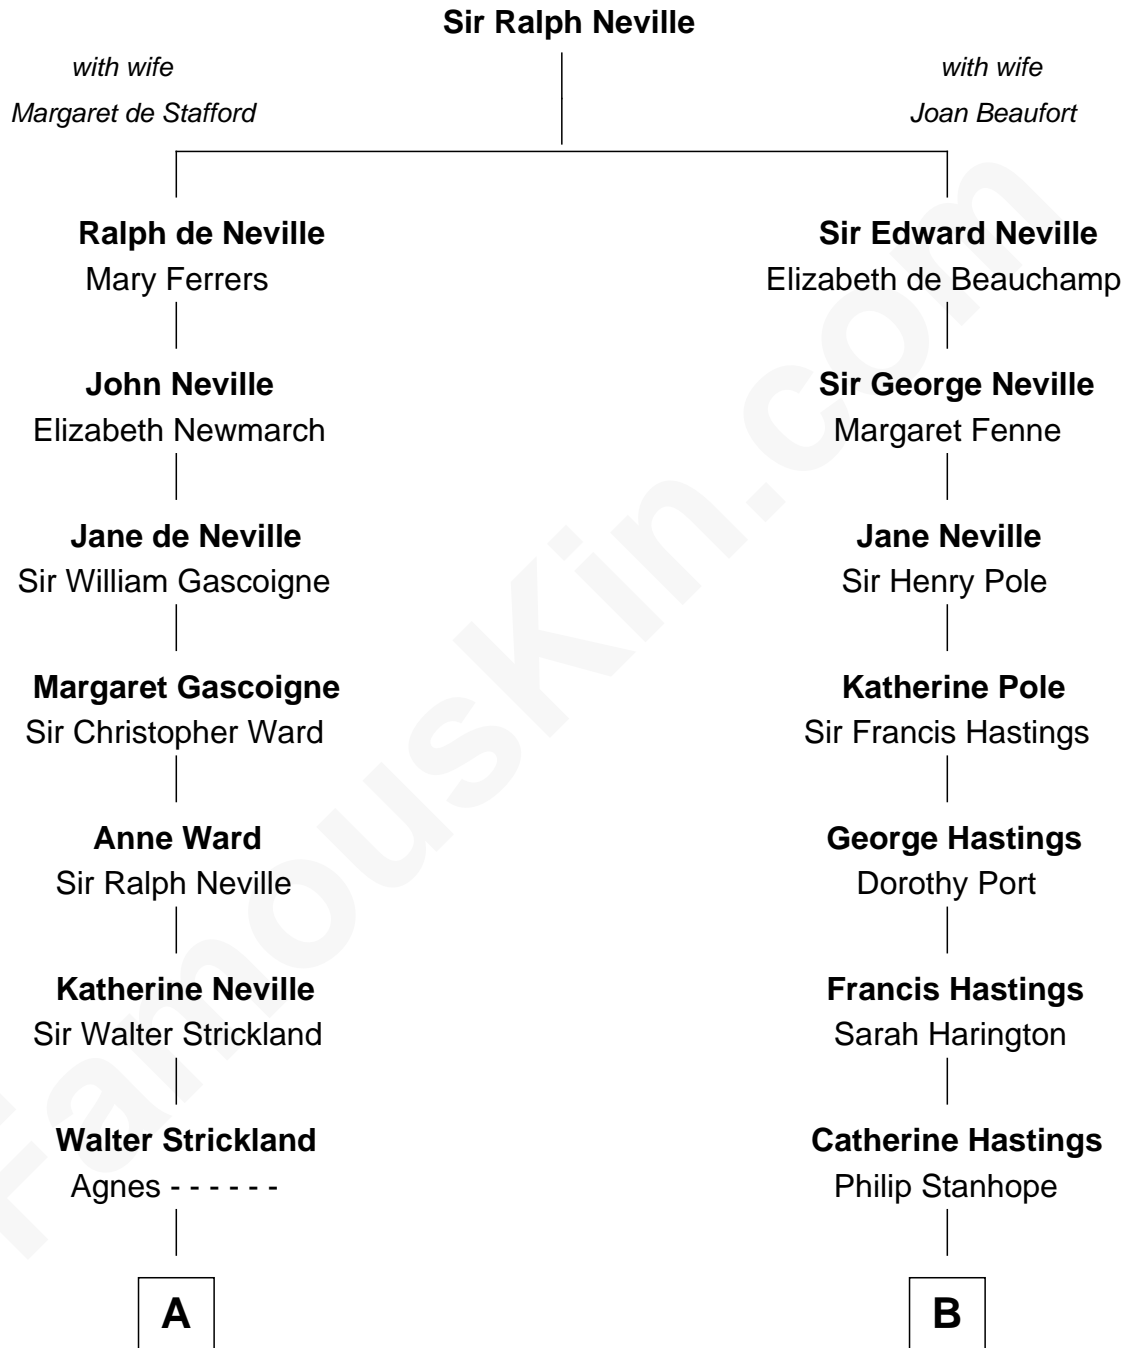 Sir Ralph Neville
with wife
Margaret de Stafford
with wife
Joan Beaufort
Ralph de Neville
Mary Ferrers
Sir Edward Neville
Elizabeth de Beauchamp
John Neville
Elizabeth Newmarch
Sir George Neville
Margaret Fenne
Jane de Neville
Sir William Gascoigne
Jane Neville
Sir Henry Pole
Margaret Gascoigne
Sir Christopher Ward
Katherine Pole
Sir Francis Hastings
Anne Ward
Sir Ralph Neville
George Hastings
Dorothy Port
Katherine Neville
Sir Walter Strickland
Francis Hastings
Sarah Harington
Walter Strickland
Agnes - - - - - -
Catherine Hastings
Philip Stanhope
A
B
FamousKin.com